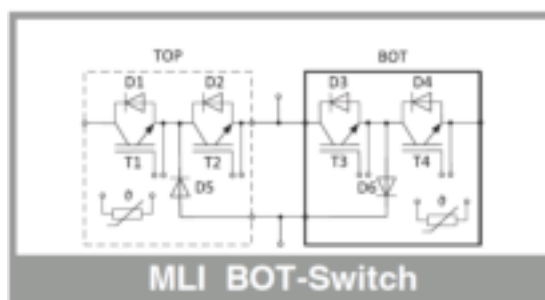 TOP BOT
D1 D2 D3 D4
T1 T2 T3 T4
D5 D6
ϑ ϑ
MLI BOT-Switch